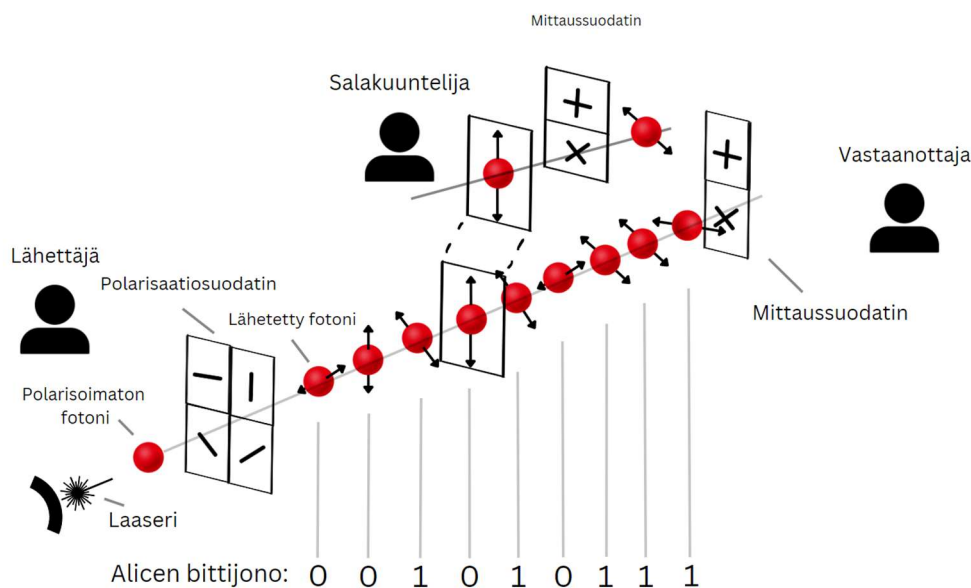 Mittaussuodatin
Salakuuntelija
Vastaanottaja
Lähettäjä
Polarisaatiosuodatin
Lähetetty fotoni
Mittaussuodatin
Polarisoimaton
fotoni
Laaseri
Alicen bittijono: 0 0 1 0 1 0 1 1 1